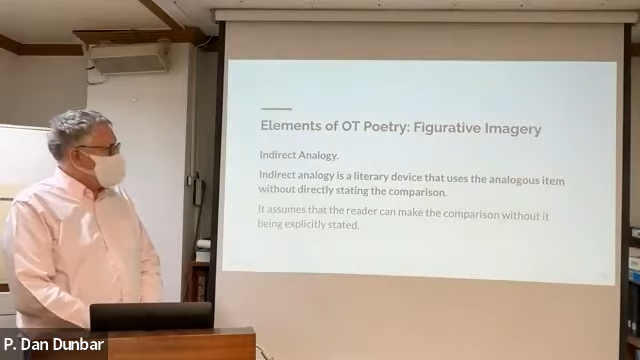 Elements of OT Poetry: Figurative Imagery
Indirect Analogy.
Indirect analogy is a literary device that uses the analogous item
without directly stating the comparison.
It assumes that the reader can make the comparison without it
being explicitly stated.
P. Dan Dunbar